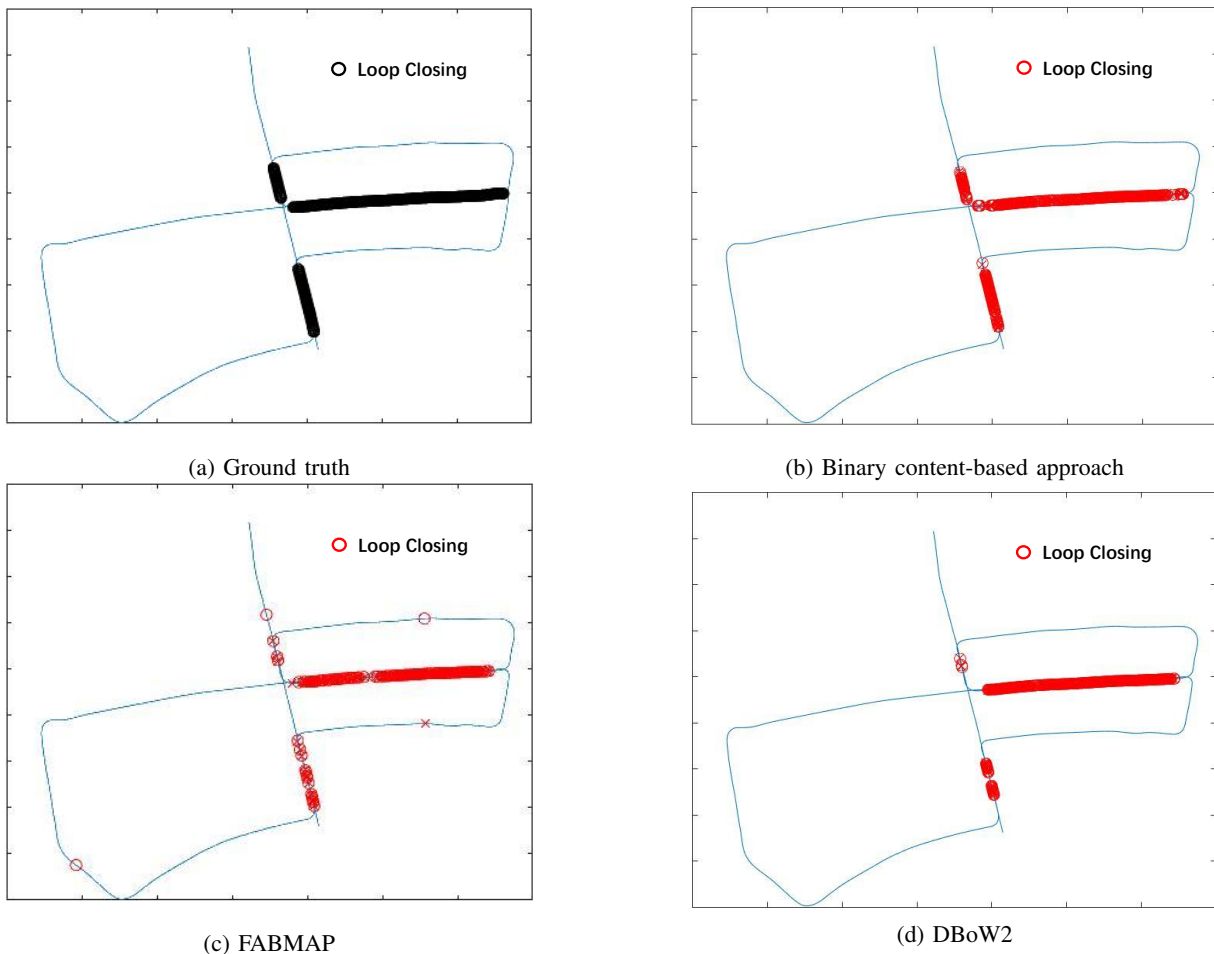 Loop Closing
Loop Closing
(a) Ground truth
(b) Binary content-based approach
Loop Closing
Loop Closing
(c) FABMAP
(d) DBoW2